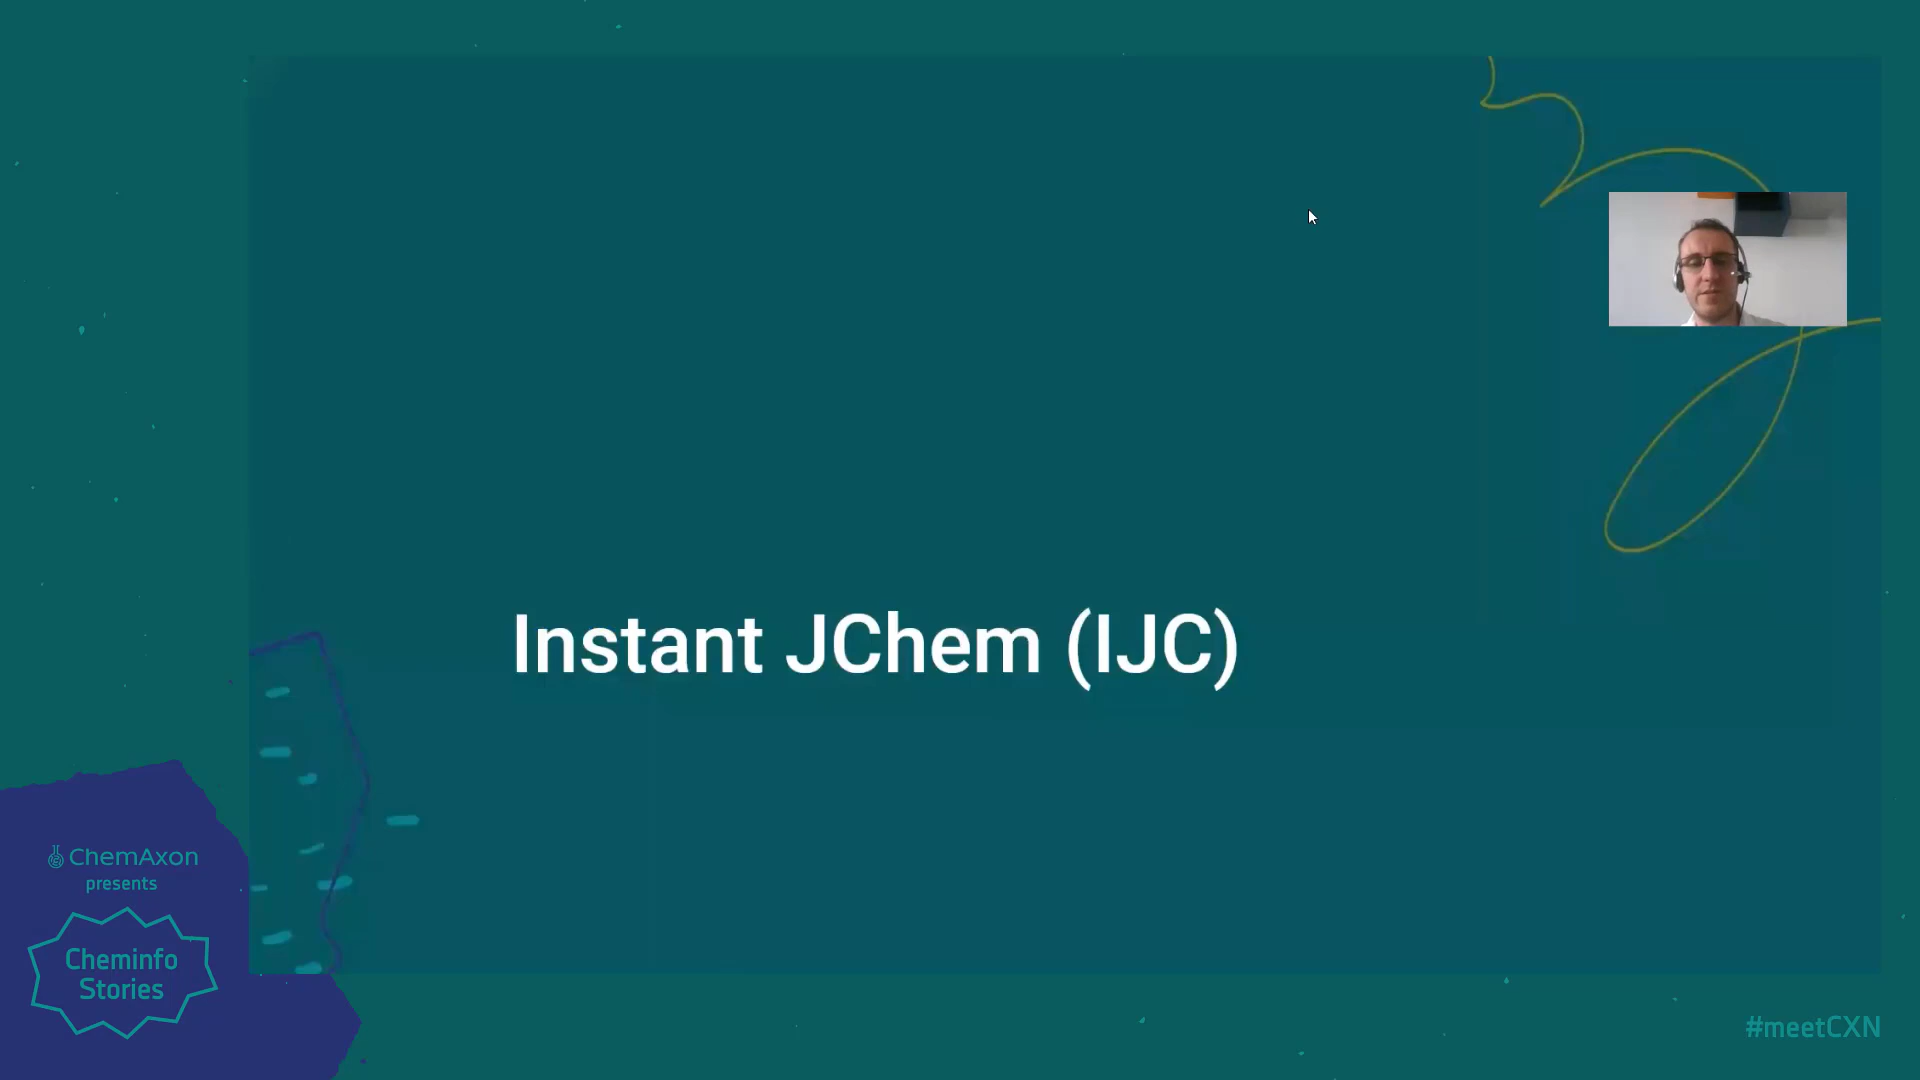 Instant JChem (IJC)
ChemAxon
presents
Cheminfo
Stories
#meetCXN